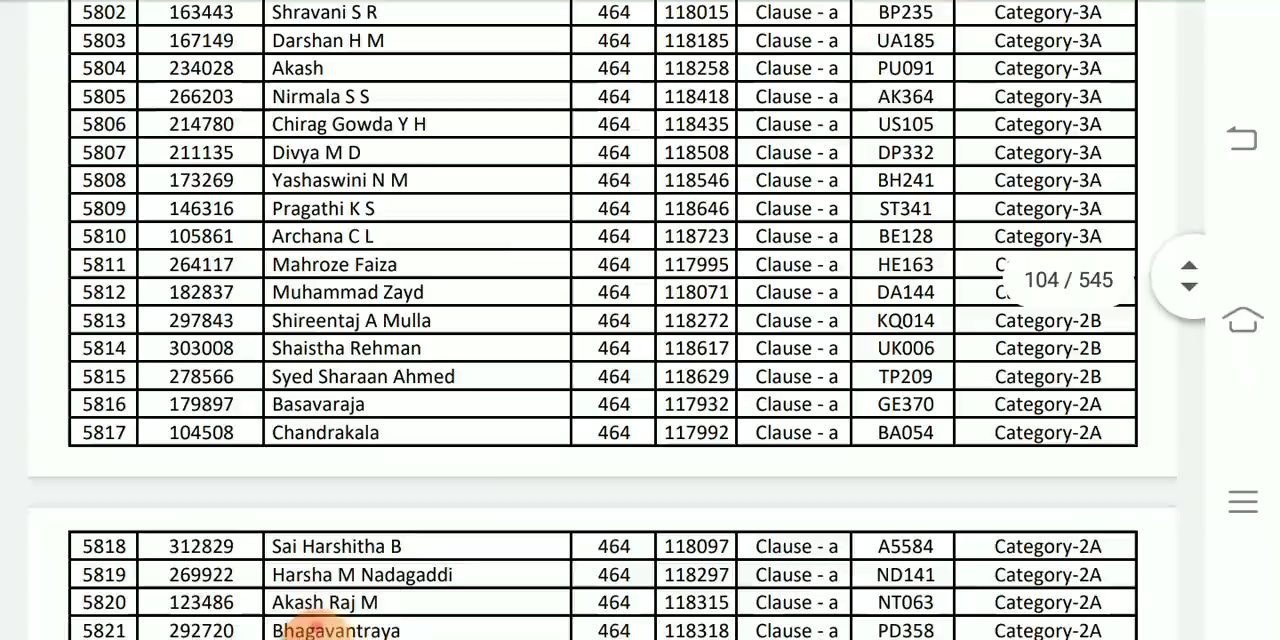 5802 163443 Shravani S R 464 118015 Clause - a BP235 Category-3A
5803 167149 Darshan H M 464 118185 Clause - a UA185 Category-3A
5804 234028 Akash 464 118258 Clause - a PU091 Category-3A
5805 266203 Nirmala S S 464 118418 Clause - a AK364 Category-3A
5806 214780 Chirag Gowda Y H 464 118435 Clause - a US105 Category-3A
5807 211135 Divya M D 464 118508 Clause - a DP332 Category-3A
5808 173269 Yashaswini N M 464 118546 Clause - a BH241 Category-3A
5809 146316 Pragathi K S 464 118646 Clause - a ST341 Category-3A
5810 105861 Archana C L 464 118723 Clause - a BE128 Category-3A
5811 264117 Mahroze Faiza 464 117995 Clause - a HE163
104 / 545
5812 182837 Muhammad Zayd 464 118071 Clause - a DA144
5813 297843 Shireentaj A Mulla 464 118272 Clause - a KQ014 Category-2B
5814 303008 Shaistha Rehman 464 118617 Clause - a UK006 Category-2B
5815 278566 Syed Sharaan Ahmed 464 118629 Clause - a TP209 Category-2B
5816 179897 Basavaraja 464 117932 Clause - a GE370 Category-2A
5817 104508 Chandrakala 464 117992 Clause - a BA054 Category-2A
5818 312829 Sai Harshitha B 464 118097 Clause - a A5584 Category-2A
5819 269922 Harsha M Nadagaddi 464 118297 Clause - a ND141 Category-2A
5820 123486 Akash Raj M 464 118315 Clause - a NT063 Category-2A
5821 292720 Bhagavantraya 464 118318 Clause - a PD358 Category-2A